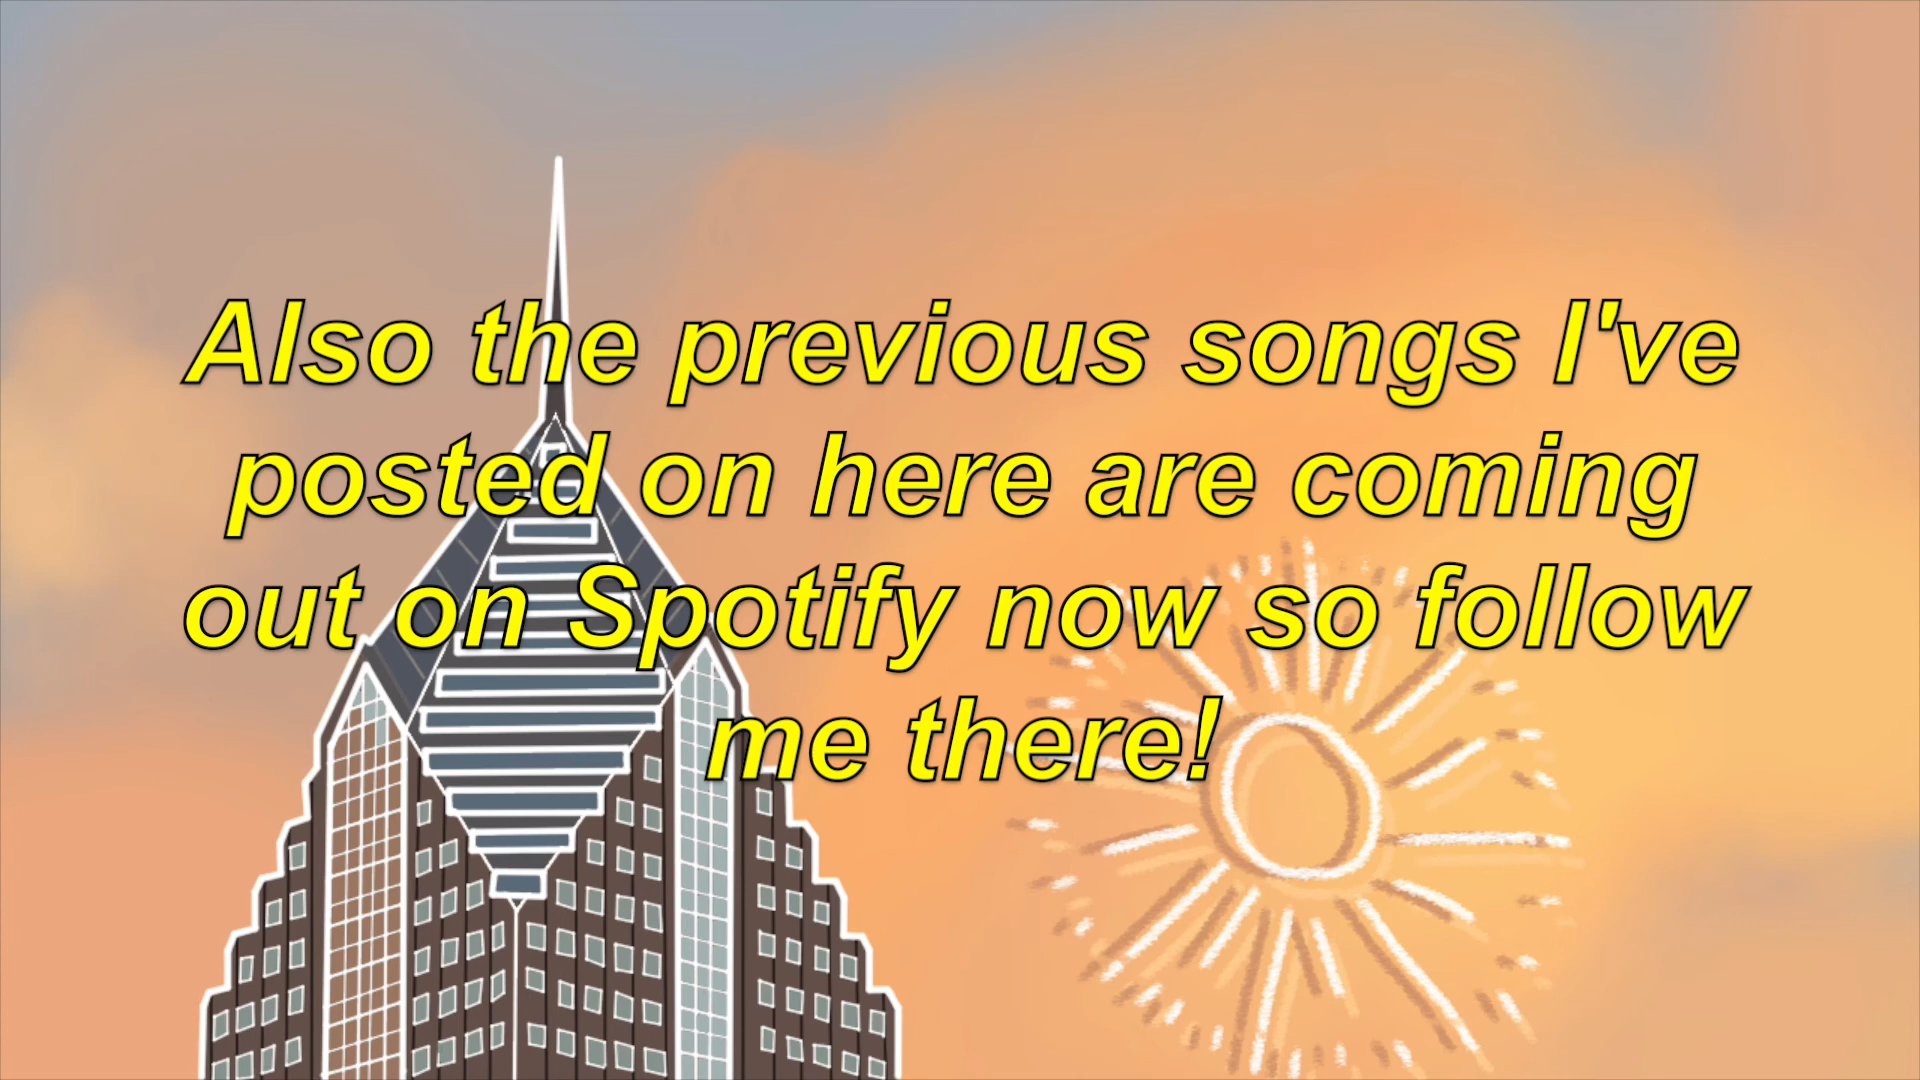 Also the previous songs I've
posted on here are coming
out on Spotify now so follow
me there!